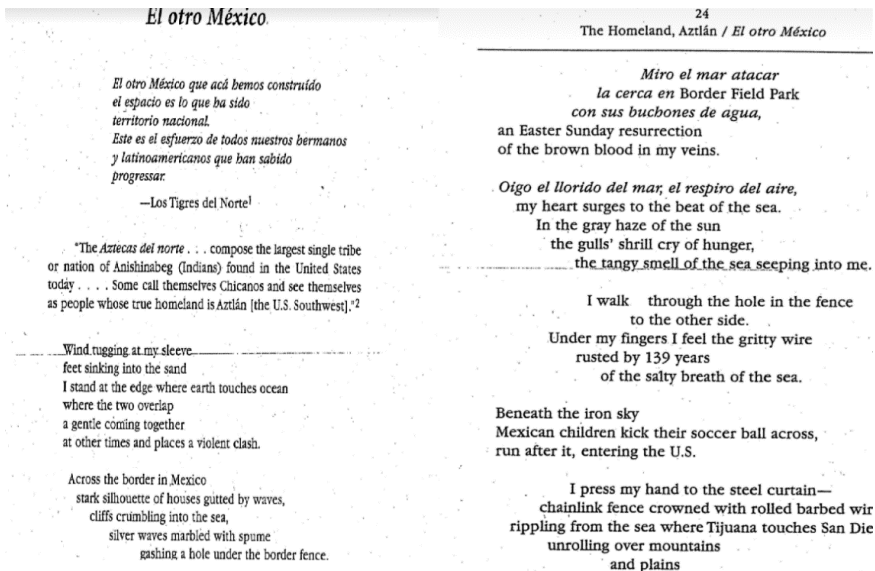 El otro México
El otro México que acá hemos construído
el espacio es lo que ha sido
territorio nacional.
Este es el esfuerzo de todos nuestros hermanos
y latinoamericanos que han sabido
progressar.
—Los Tigres del Norte1
"The Aztecas del norte . . . compose the largest single tribe
or nation of Anishinabeg (Indians) found in the United States
today . . . . Some call themselves Chicanos and see themselves
as people whose true homeland is Aztlán [the U.S. Southwest]."2
Wind tugging at my sleeve
feet sinking into the sand
I stand at the edge where earth touches ocean
where the two overlap
a gentle coming together
at other times and places a violent clash.
Across the border in Mexico
stark silhouette of houses gutted by waves,
cliffs crumbling into the sea,
silver waves marbled with spume
gashing a hole under the border fence.
24
The Homeland, Aztlán / El otro México
Miro el mar atacar
la cerca en Border Field Park
con sus buchones de agua,
an Easter Sunday resurrection
of the brown blood in my veins.
Oigo el llorido del mar, el respiro del aire,
my heart surges to the beat of the sea.
In the gray haze of the sun
the gulls' shrill cry of hunger,
the tangy smell of the sea seeping into me.
I walk through the hole in the fence
to the other side.
Under my fingers I feel the gritty wire
rusted by 139 years
of the salty breath of the sea.
Beneath the iron sky
Mexican children kick their soccer ball across,
run after it, entering the U.S.
I press my hand to the steel curtain—
chainlink fence crowned with rolled barbed wir
rippling from the sea where Tijuana touches San Die
unrolling over mountains
and plains